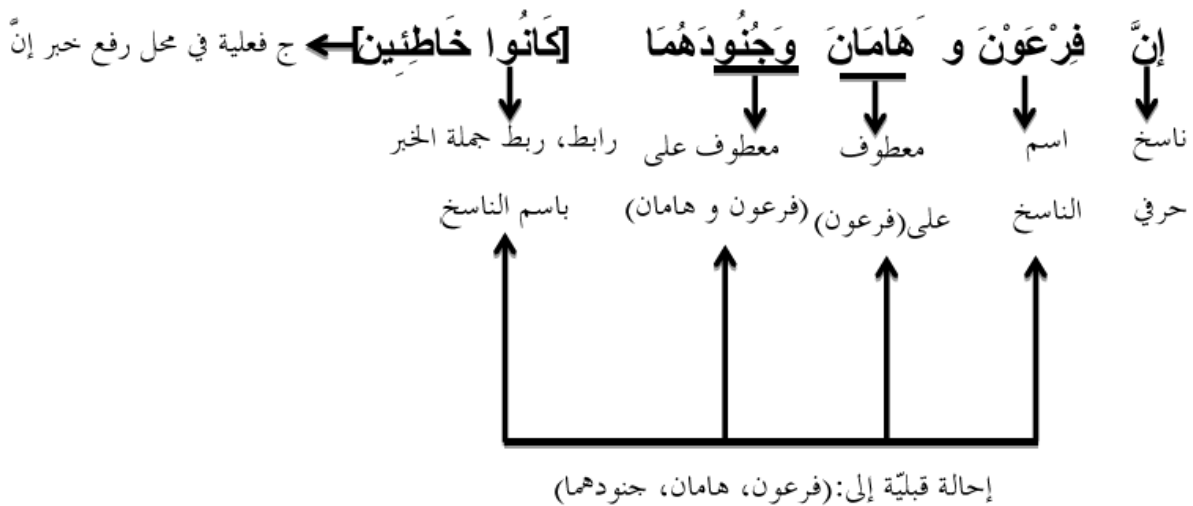 إنَّ فِرْعَوْنَ و هَامَانَ وَجُنُودَهُمَا [كَانُوا خَاطِئِين] ج فعلية في محل رفع خبر إنَّ
ناسخ اسم معطوف معطوف على رابط، ربط جملة الخبر
حرفي الناسخ على(فرعون) (فرعون و هامان) باسم الناسخ
إحالة قبليّة إلى:(فرعون، هامان، جنودهما)